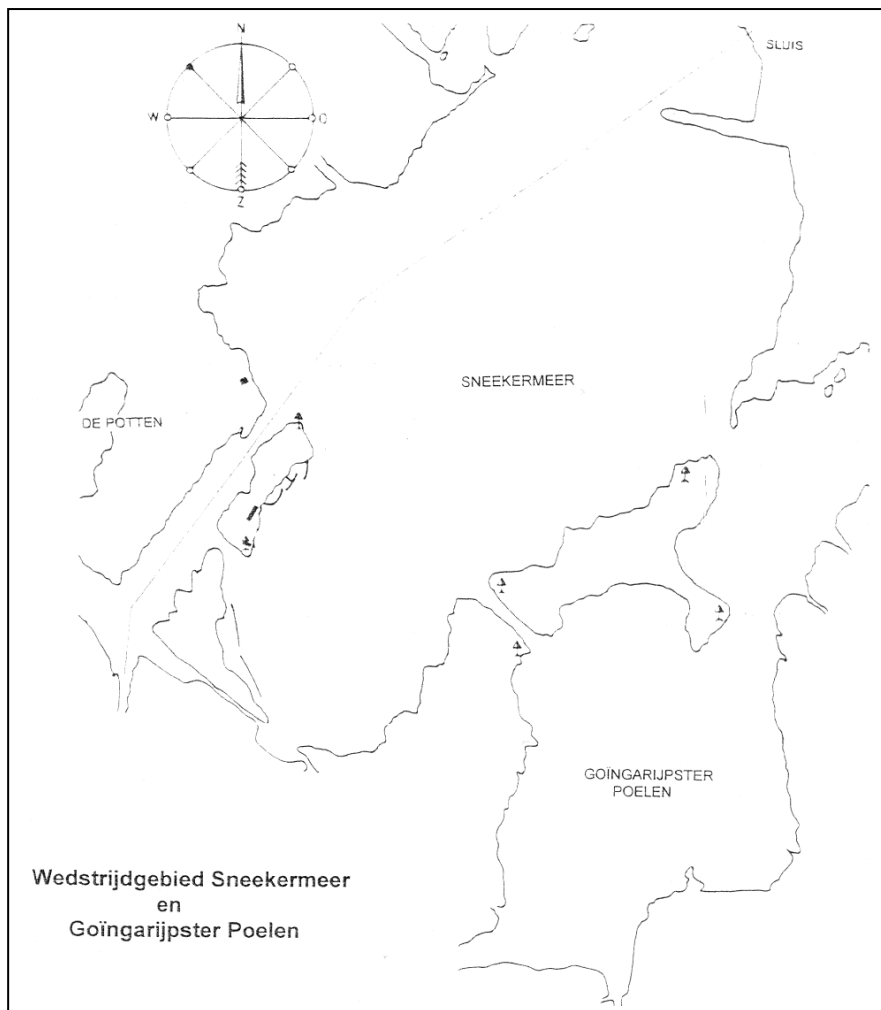 N
SLUIS
W
O
Z
SNEEKERMEER
DE POTTEN
GOÏNGARIJPSTER
POELEN
Wedstrijdgebied Sneekermeer
en
Goïngarijpster Poelen